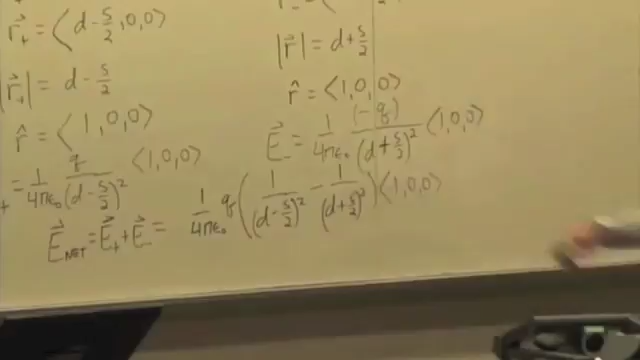 r⃗₊ = ⟨d - s/2, 0, 0⟩
|r⃗₊| = d - s/2
r̂ = ⟨1, 0, 0⟩
₊ = 1/4πε₀ q/(d - s/2)² ⟨1, 0, 0⟩
|r⃗| = d + s/2
r̂ = ⟨1, 0, 0⟩
E⃗₋ = 1/4πε₀ (-q)/(d + s/2)² ⟨1, 0, 0⟩
E⃗NET = E⃗₊ + E⃗₋ = 1/4πε₀ q (1/(d - s/2)² - 1/(d + s/2)²) ⟨1, 0, 0⟩